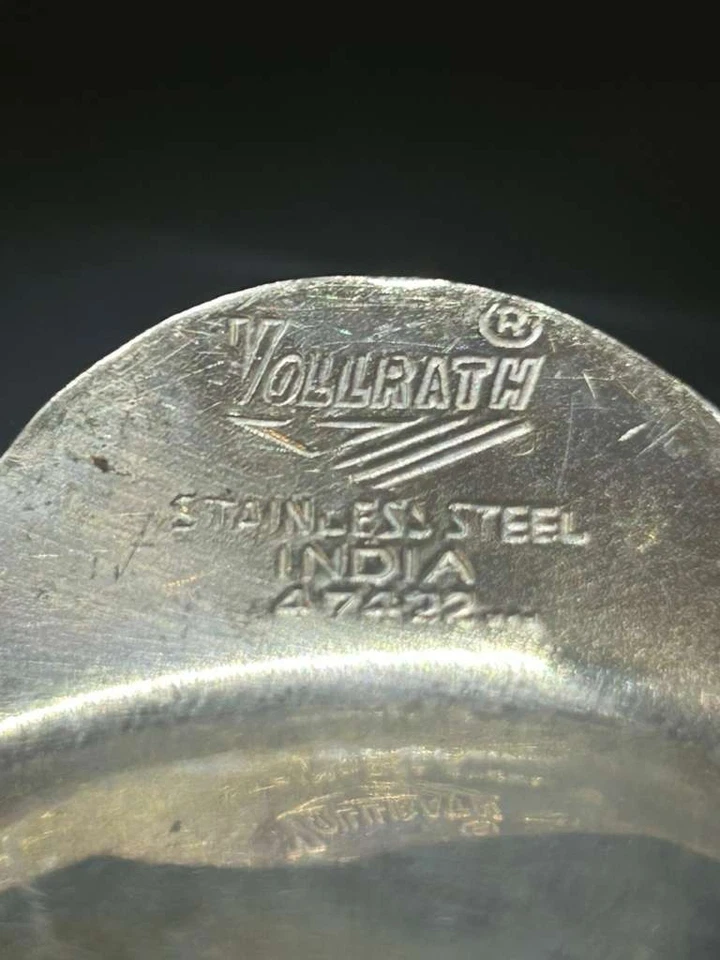 VOLLRATH®
STAINLESS STEEL
INDIA
47422